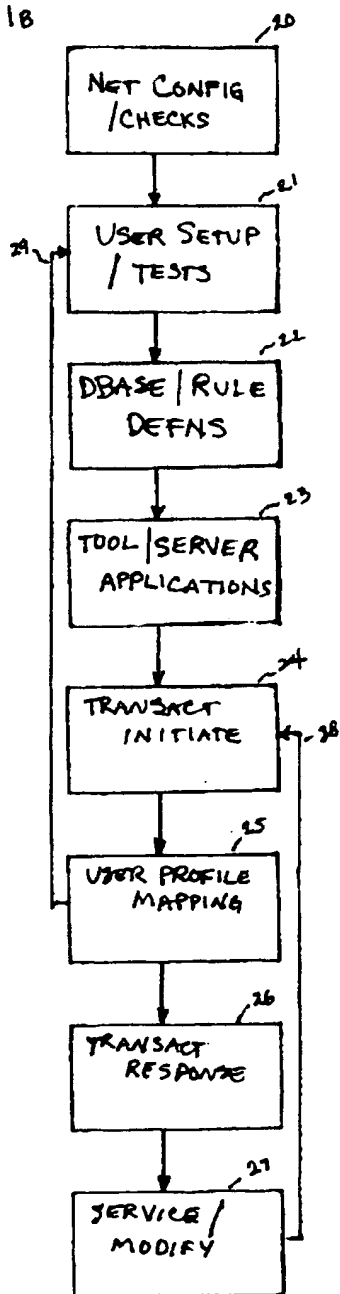 1B
20
NET CONFIG
/CHECKS
21
29
USER SETUP
/ TESTS
22
DBASE / RULE
DEFNS
23
TOOL / SERVER
APPLICATIONS
24
TRANSACT
INITIATE
28
25
USER PROFILE
MAPPING
26
TRANSACT
RESPONSE
27
SERVICE /
MODIFY